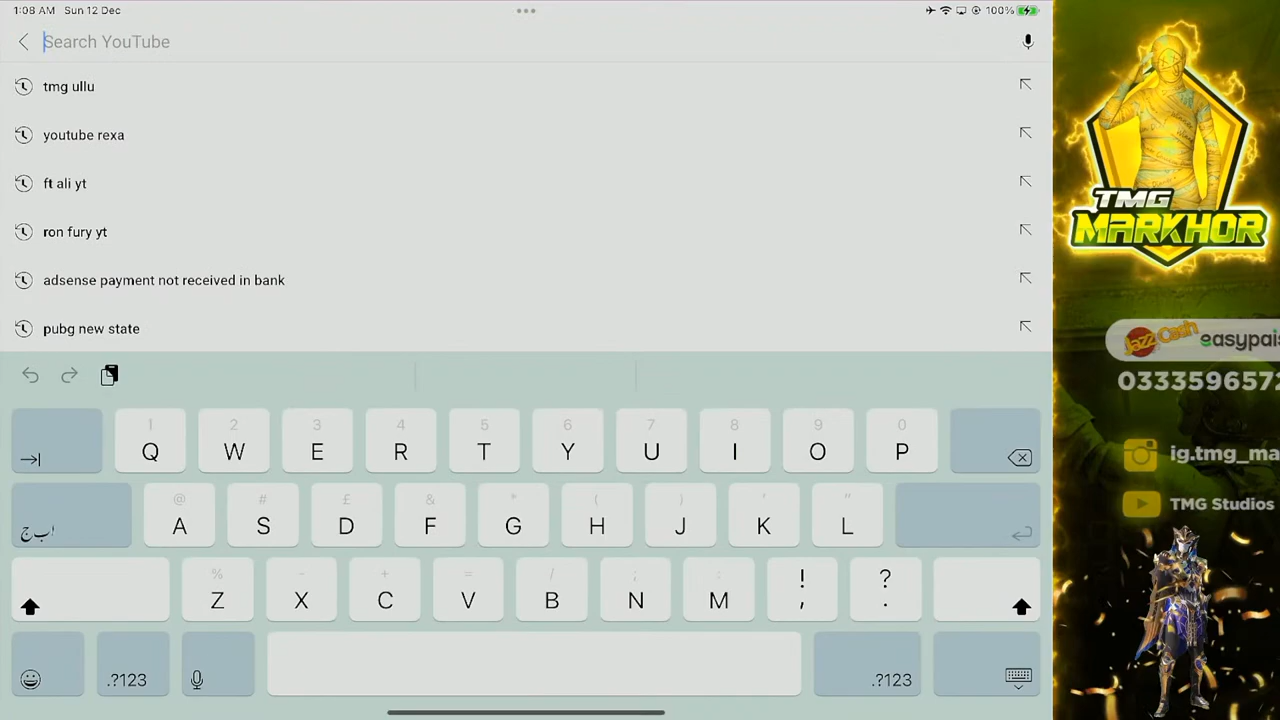 1:08 AM Sun 12 Dec
100%
Search YouTube
tmg ullu
youtube rexa
ft ali yt
ron fury yt
adsense payment not received in bank
pubg new state
1 2 3 4 5 6 7 8 9 0
Q W E R T Y U I O P
@ # £ & * ( ) ' "
ا ب ج A S D F G H J K L
% - + = / ; : ! ?
Z X C V B N M , .
.?123 .?123
TMG
MARKHOR
JazzCash easypais
0333596572
ig.tmg_ma
TMG Studios